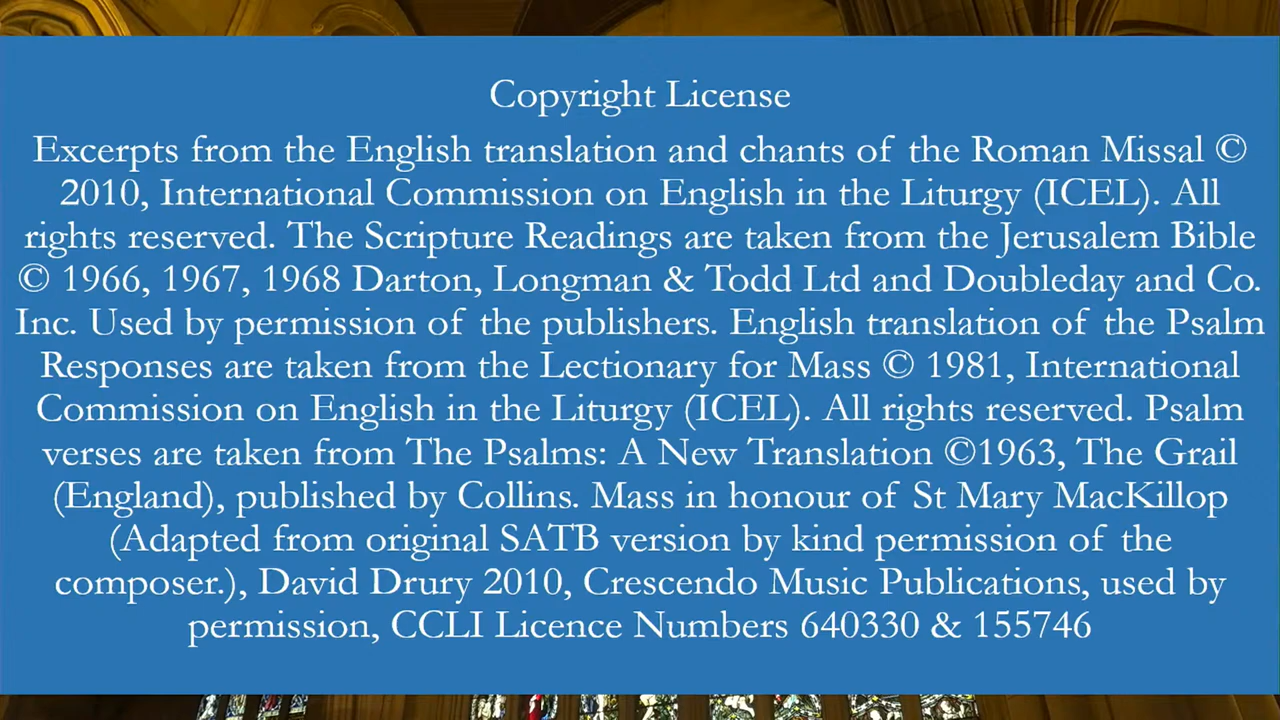 Copyright License
Excerpts from the English translation and chants of the Roman Missal ©
2010, International Commission on English in the Liturgy (ICEL). All
rights reserved. The Scripture Readings are taken from the Jerusalem Bible
© 1966, 1967, 1968 Darton, Longman & Todd Ltd and Doubleday and Co.
Inc. Used by permission of the publishers. English translation of the Psalm
Responses are taken from the Lectionary for Mass © 1981, International
Commission on English in the Liturgy (ICEL). All rights reserved. Psalm
verses are taken from The Psalms: A New Translation ©1963, The Grail
(England), published by Collins. Mass in honour of St Mary MacKillop
(Adapted from original SATB version by kind permission of the
composer.), David Drury 2010, Crescendo Music Publications, used by
permission, CCLI Licence Numbers 640330 & 155746